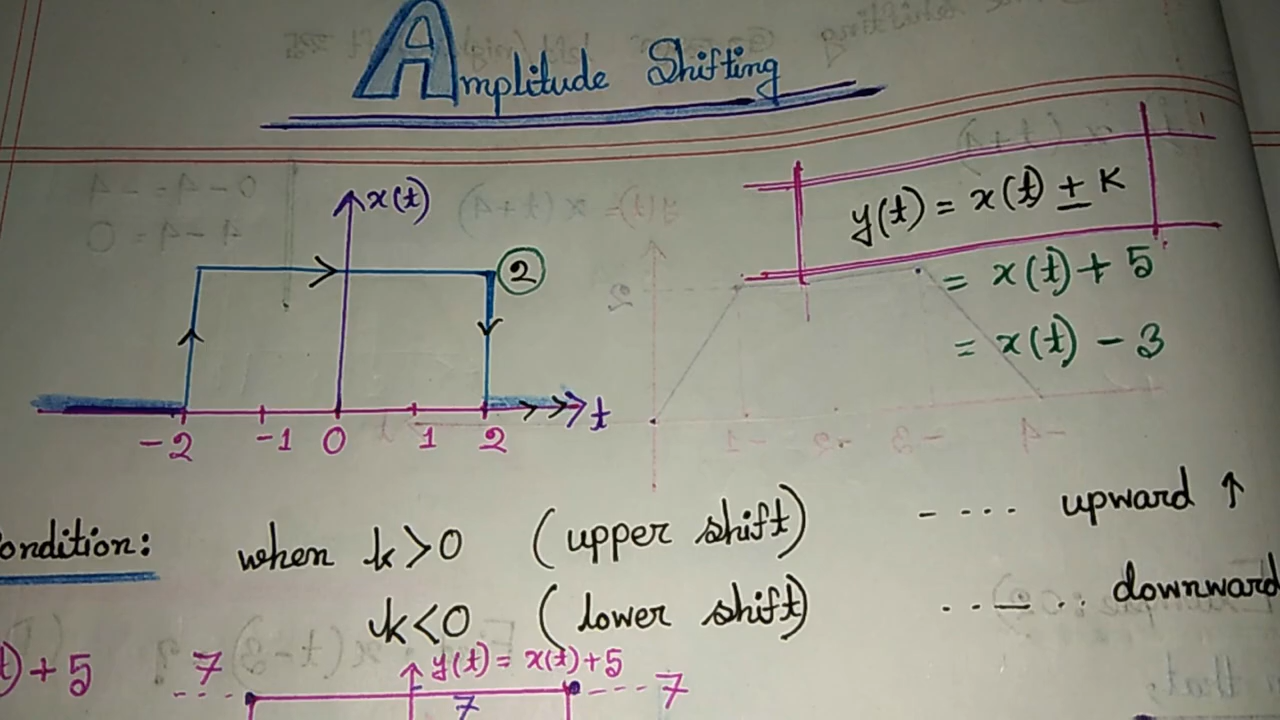 Amplitude Shifting
x(t)
y(t) = x(t) ± K
2
= x(t) + 5
= x(t) - 3
t
-2 -1 0 1 2
ondition: when k>0 (upper shift) - - - - upward ↑
k<0 (lower shift) - - - - - downward
t) + 5
7 y(t) = x(t)+5
7
7